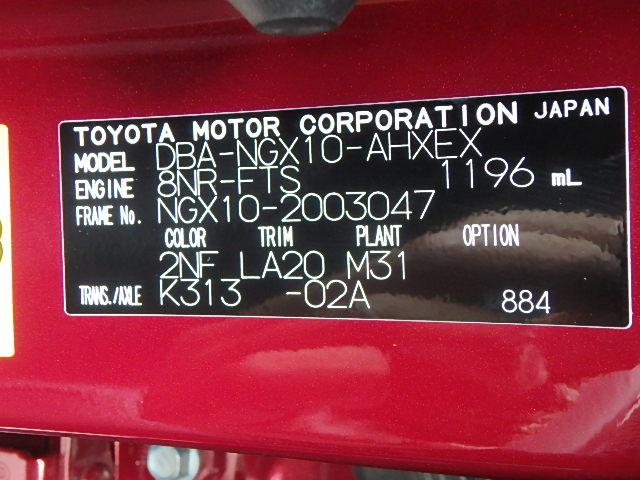 TOYOTA MOTOR CORPORATION JAPAN
MODEL DBA-NGX10-AHXEX
ENGINE 8NR-FTS 1196 mL
FRAME No. NGX10-2003047
COLOR TRIM PLANT OPTION
2NF LA20 M31
TRANS./AXLE K313 -02A 884